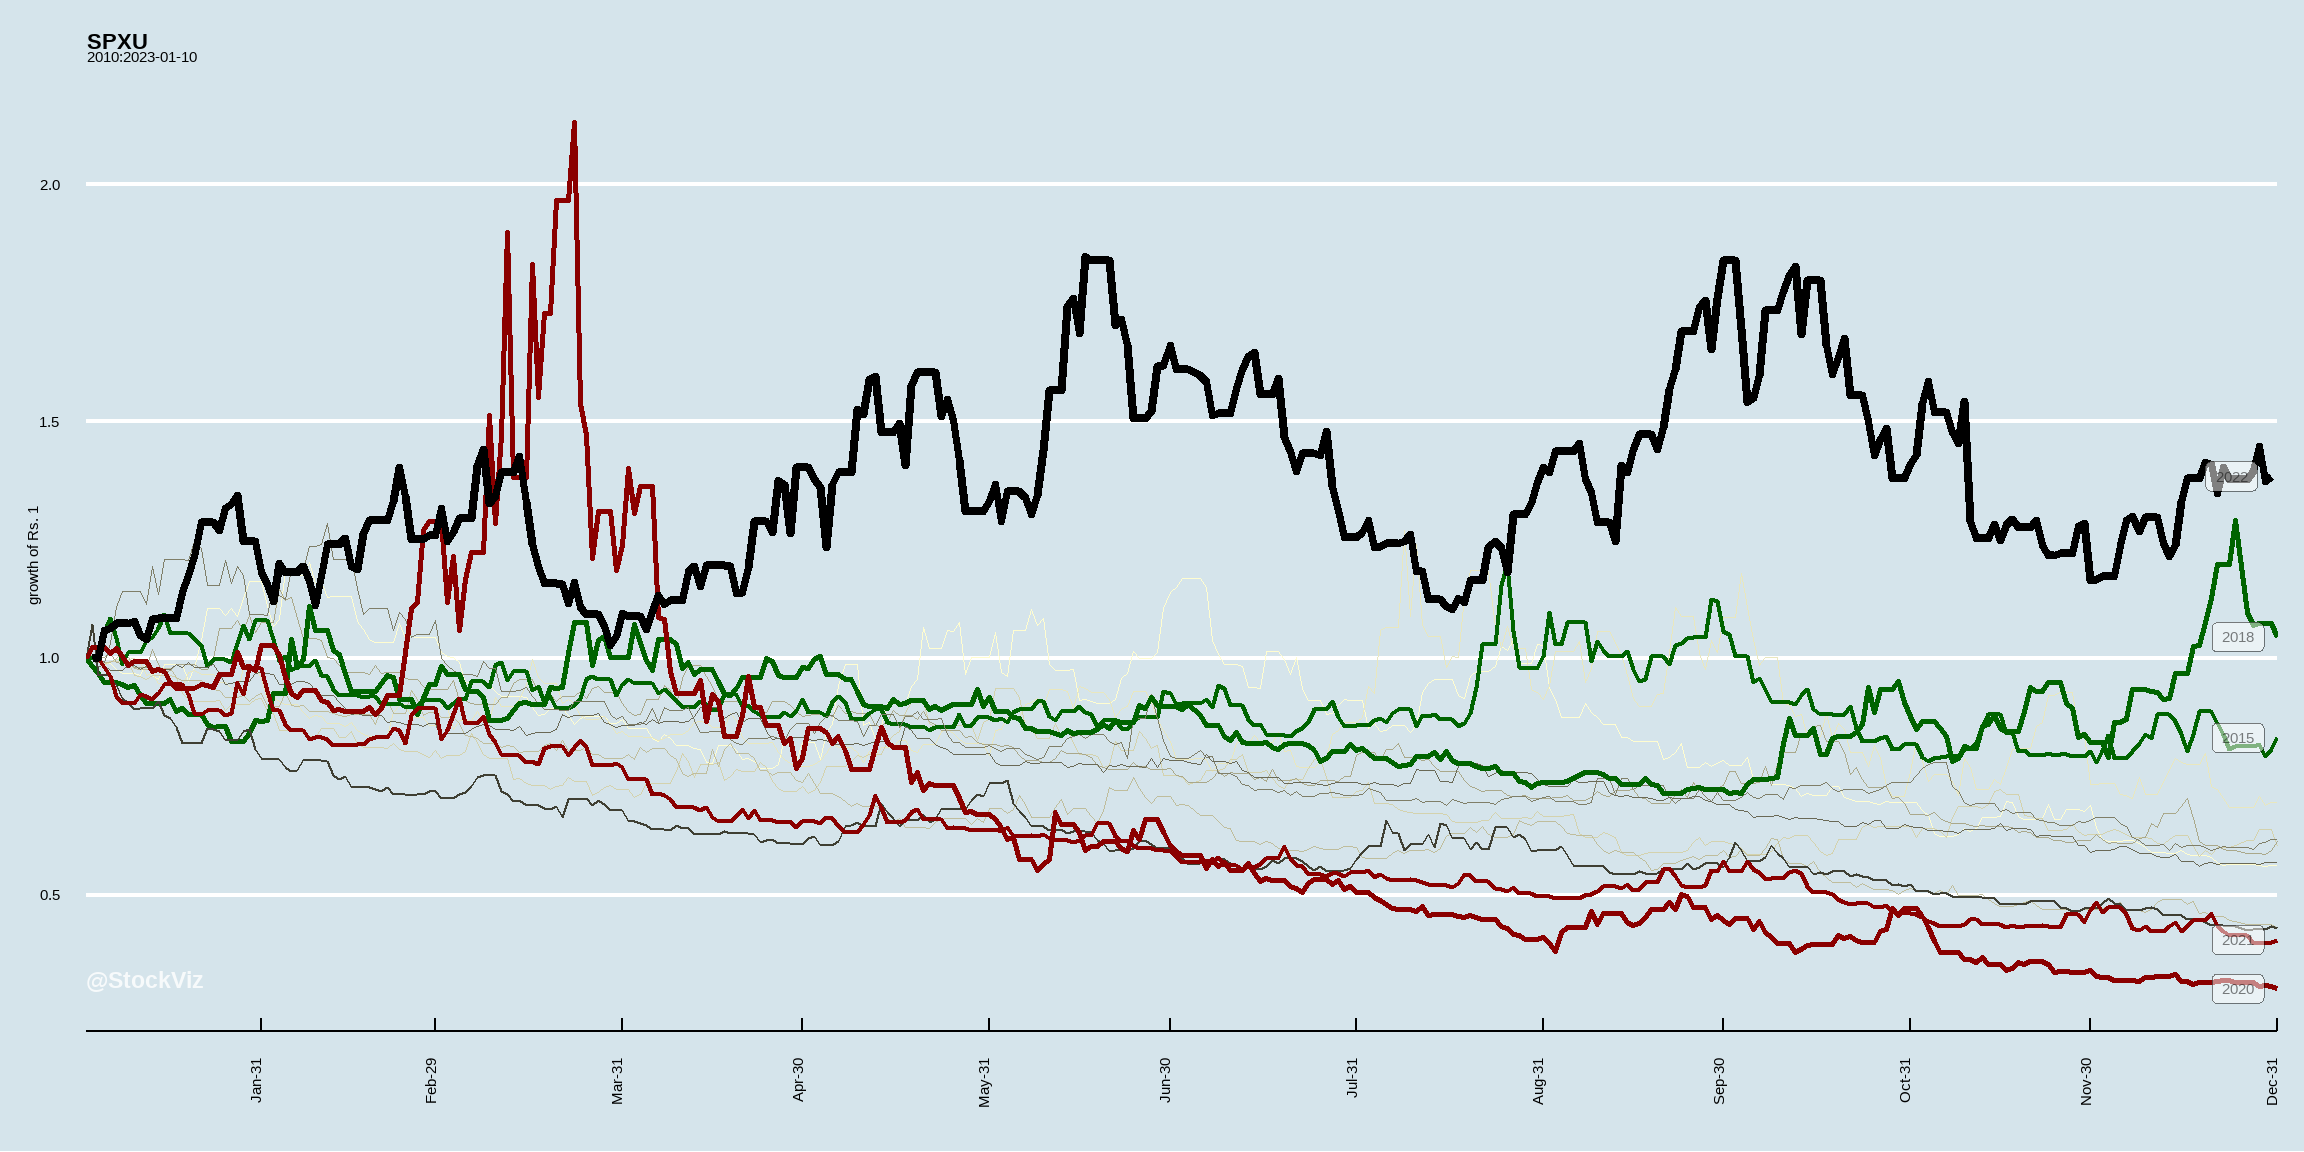 SPXU
2010:2023-01-10
2.0
1.5
1.0
0.5
growth of Rs. 1
2022
2018
2015
2021
2020
@StockViz
Jan-31
Feb-29
Mar-31
Apr-30
May-31
Jun-30
Jul-31
Aug-31
Sep-30
Oct-31
Nov-30
Dec-31